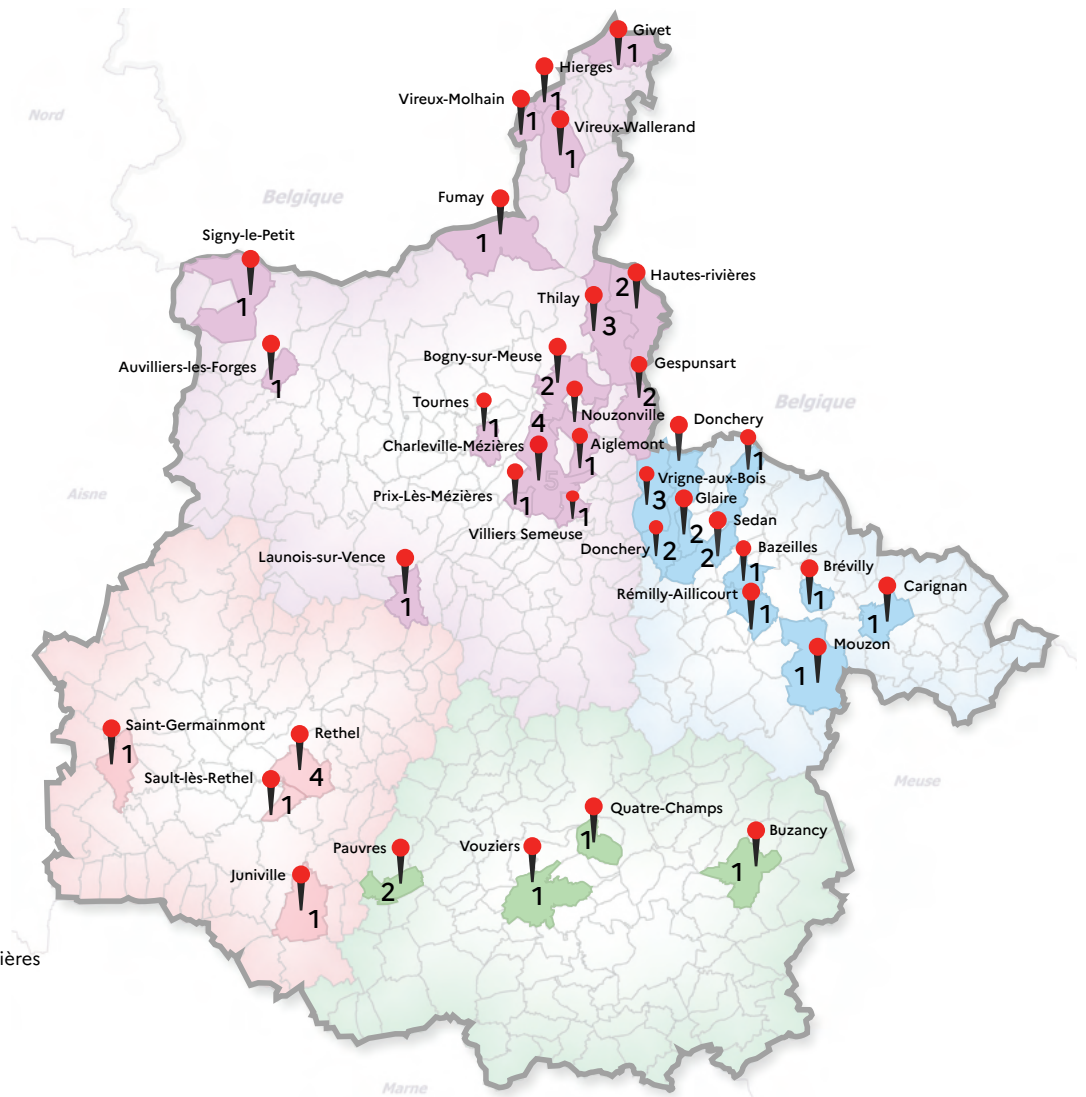 Givet
1
Hierges
1
Vireux-Molhain
1
Vireux-Wallerand
1
Nord
Belgique
Fumay
1
Signy-le-Petit
1
Hautes-rivières
2
Thilay
3
Auvilliers-les-Forges
1
Bogny-sur-Meuse
2
Gespunsart
2
Belgique
Tournes
1
Nouzonville
4
Donchery
1
Charleville-Mézières
5
Aiglemont
1
Vrigne-aux-Bois
3
Aisne
Prix-Lès-Mézières
1
Glaire
2
Villiers Semeuse
1
Sedan
2
Donchery
2
Bazeilles
1
Launois-sur-Vence
1
Brévilly
1
Carignan
1
Rémilly-Aillicourt
1
Mouzon
1
Saint-Germainmont
1
Rethel
4
Sault-lès-Rethel
1
Meuse
Quatre-Champs
1
Buzancy
1
Pauvres
2
Vouziers
1
Juniville
1
ières
Marne